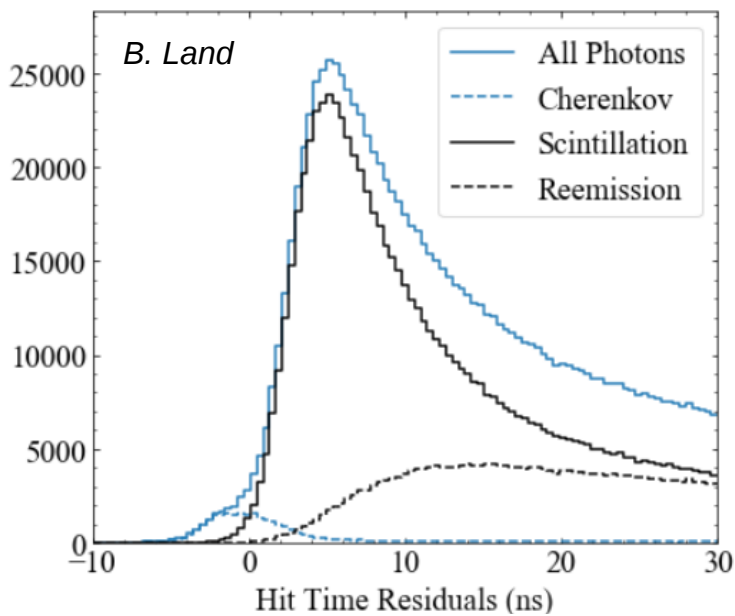 B. Land
All Photons
Cherenkov
Scintillation
Reemission
25000
20000
15000
10000
5000
0
−10
0
10
20
30
Hit Time Residuals (ns)